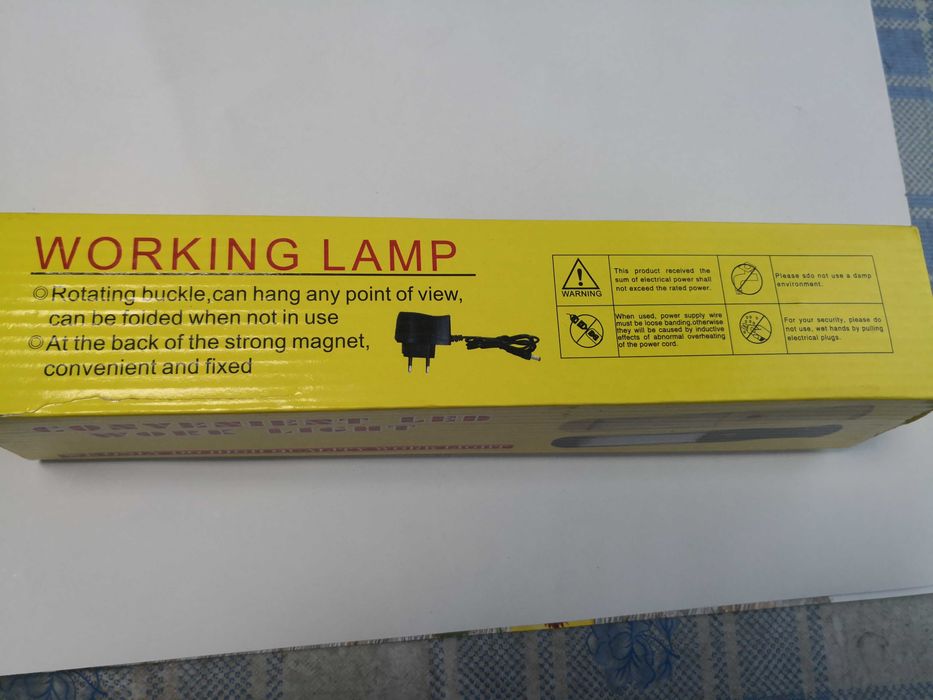 WORKING LAMP
◎Rotating buckle,can hang any point of view,
can be folded when not in use
◎At the back of the strong magnet,
convenient and fixed
WARNING
This product received the
sum of electrical power shall
not exceed the rated power.
Please sdo not use a damp
environment.
When used, power supply wire
must be loose banding.otherwise
they will be caused by inductive
effects of abnormal overheating
of the power cord.
For your security, please do
not use, wet hands by pulling
electrical plugs.
CONVENIENT LED
WORK LIGHT